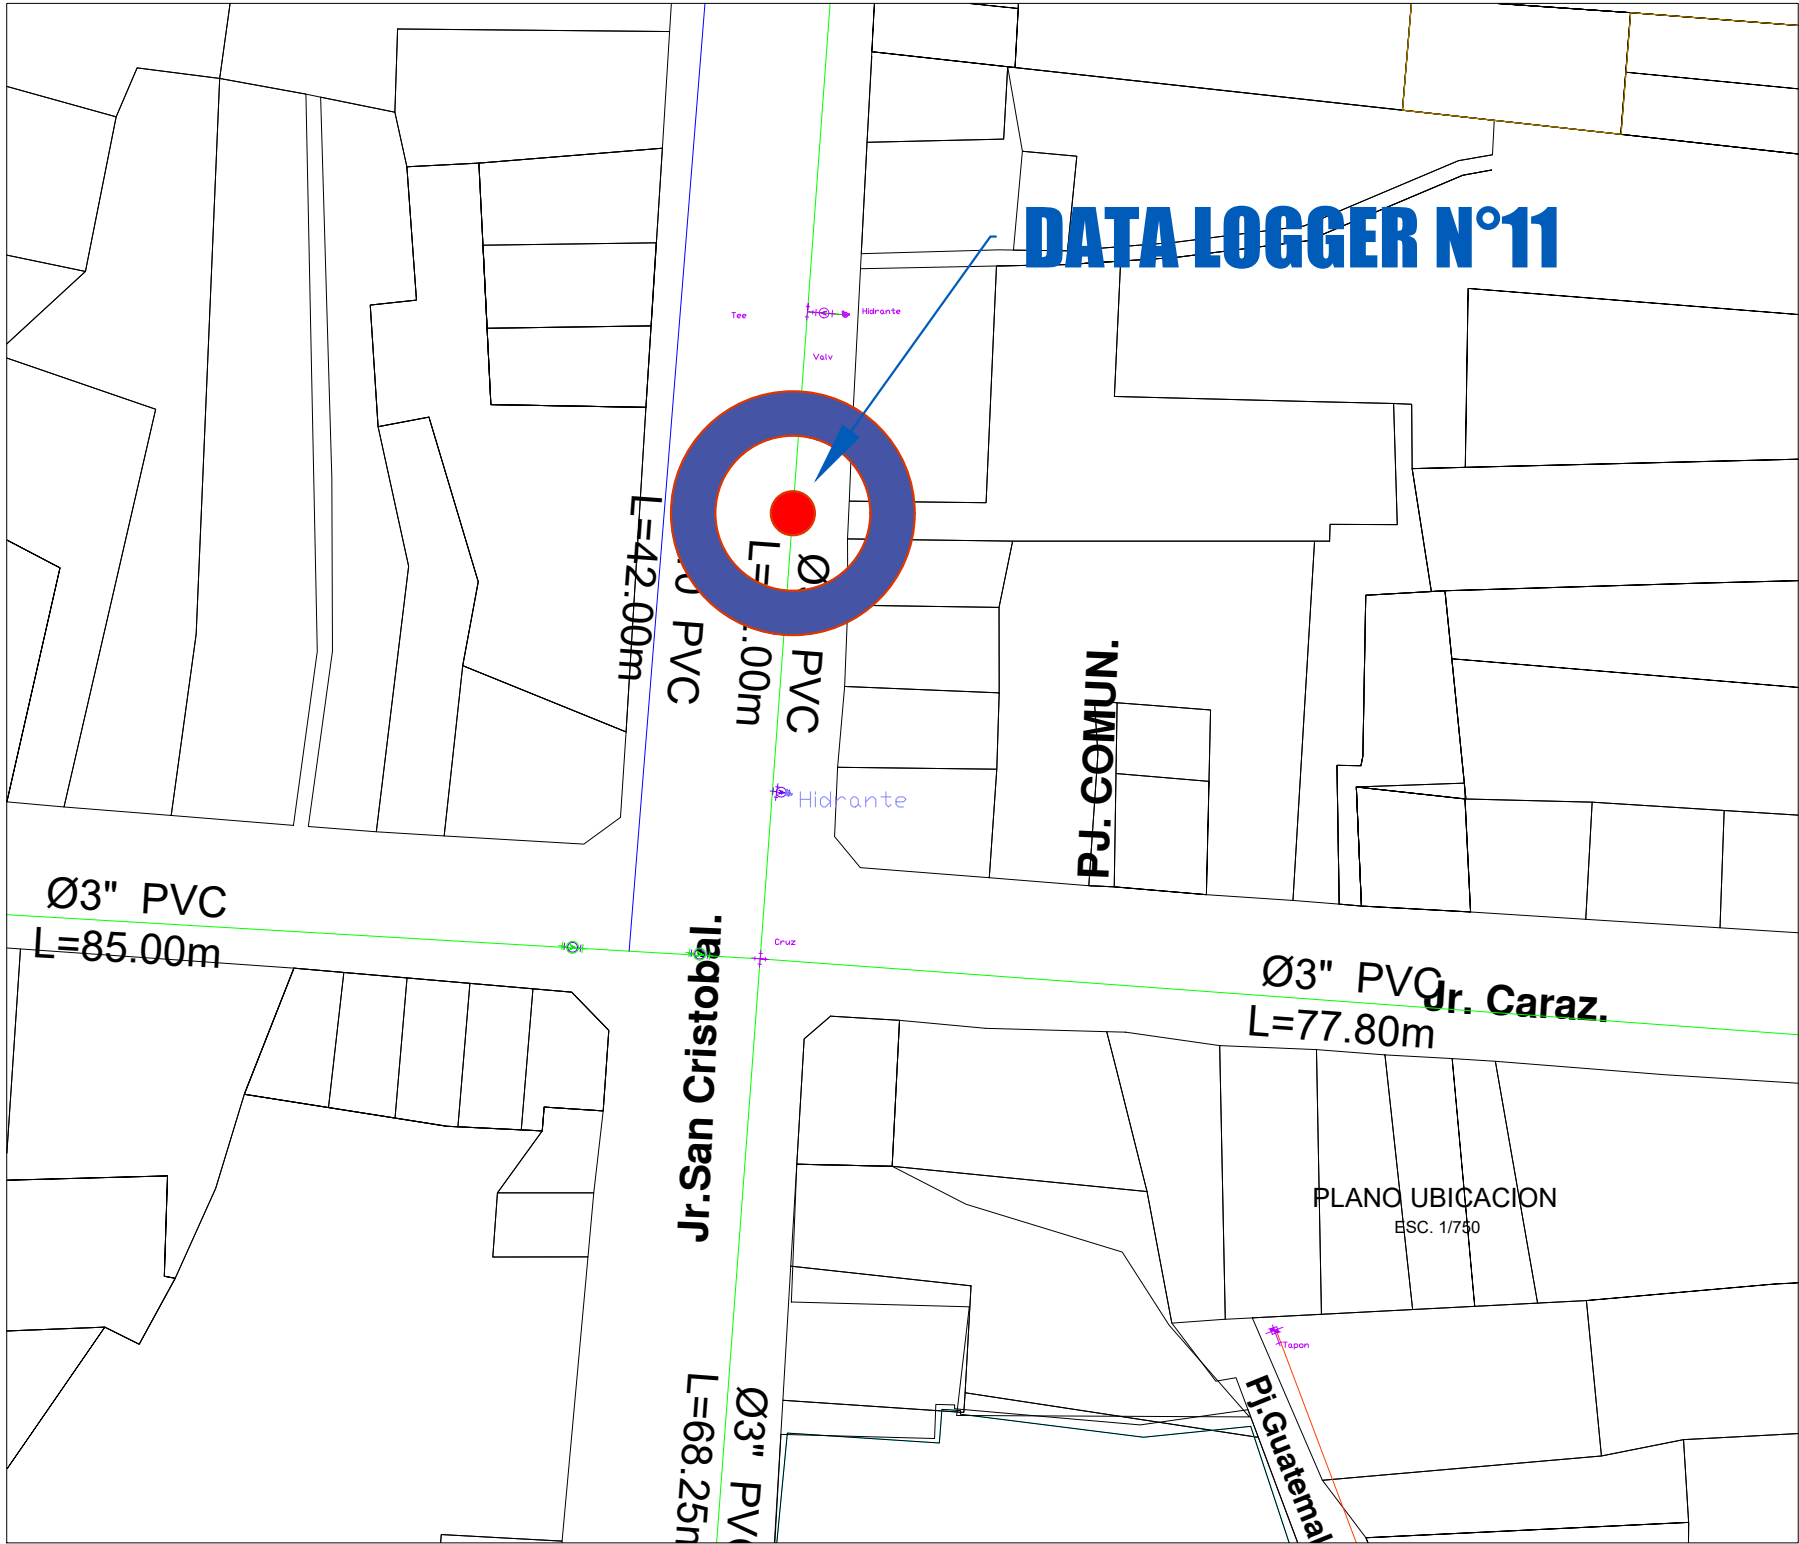 DATA LOGGER N°11
Tee
Hidrante
Valv
L=42.00m
PVC
.00m
PVC
PJ. COMUN.
Hidrante
Ø3" PVC
L=85.00m
Cruz
Jr.San Cristobal.
Ø3" PVC
Jr. Caraz.
L=77.80m
PLANO UBICACION
ESC. 1/750
Tapon
Pj.Guatemal
L=68.25m
Ø3" PVC